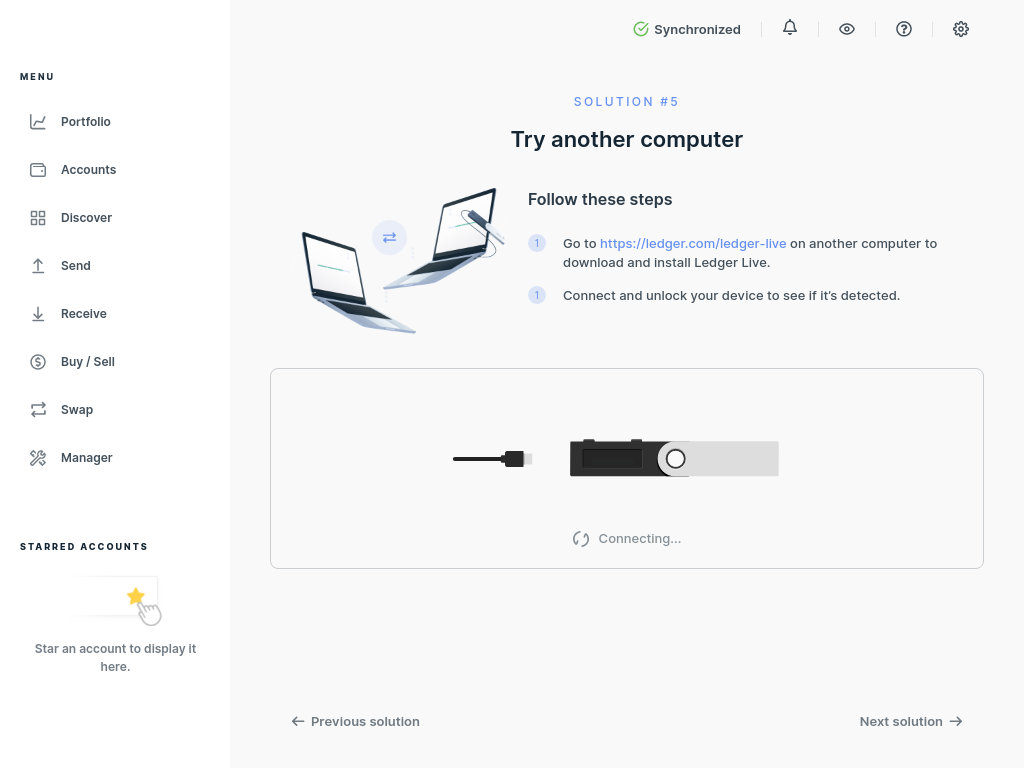 Synchronized
MENU
Portfolio
Accounts
Discover
Send
Receive
Buy / Sell
Swap
Manager
STARRED ACCOUNTS
Star an account to display it
here.
SOLUTION #5
Try another computer
Follow these steps
1 Go to https://ledger.com/ledger-live on another computer to
download and install Ledger Live.
1 Connect and unlock your device to see if it's detected.
Connecting...
Previous solution
Next solution